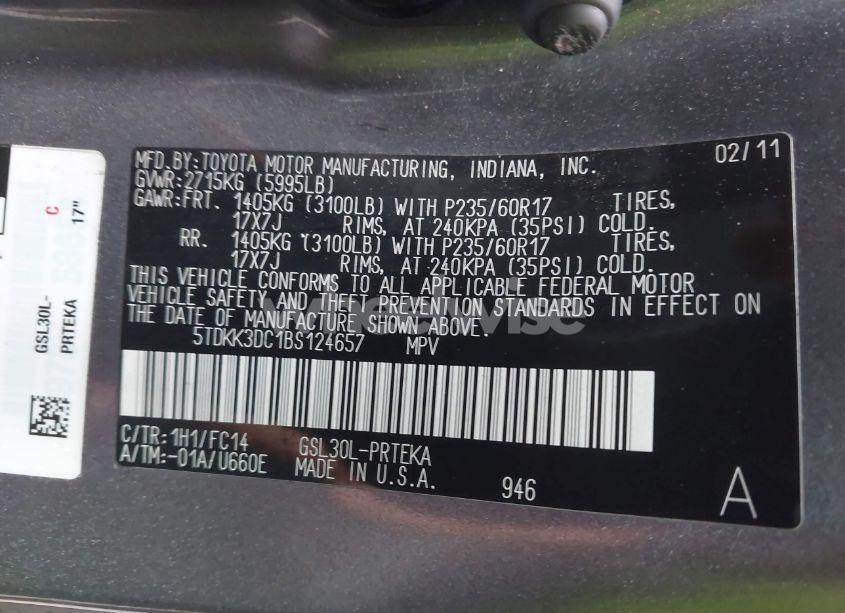 MFD.BY:TOYOTA MOTOR MANUFACTURING, INDIANA, INC. 02/11
GVWR:2715KG (5995LB)
GAWR:FRT. 1405KG (3100LB) WITH P235/60R17 TIRES,
17X7J RIMS, AT 240KPA (35PSI) COLD.
RR. 1405KG (3100LB) WITH P235/60R17 TIRES,
17X7J RIMS, AT 240KPA (35PSI) COLD.
THIS VEHICLE CONFORMS TO ALL APPLICABLE FEDERAL MOTOR
VEHICLE SAFETY AND THEFT PREVENTION STANDARDS IN EFFECT ON
THE DATE OF MANUFACTURE SHOWN ABOVE.
5TDKK3DC1BS124657 MPV
C/TR:1H1/FC14 GSL30L-PRTEKA
A/TM:-01A/U660E MADE IN U.S.A. 946 A
GSL30L-
PRTEKA
C
17"